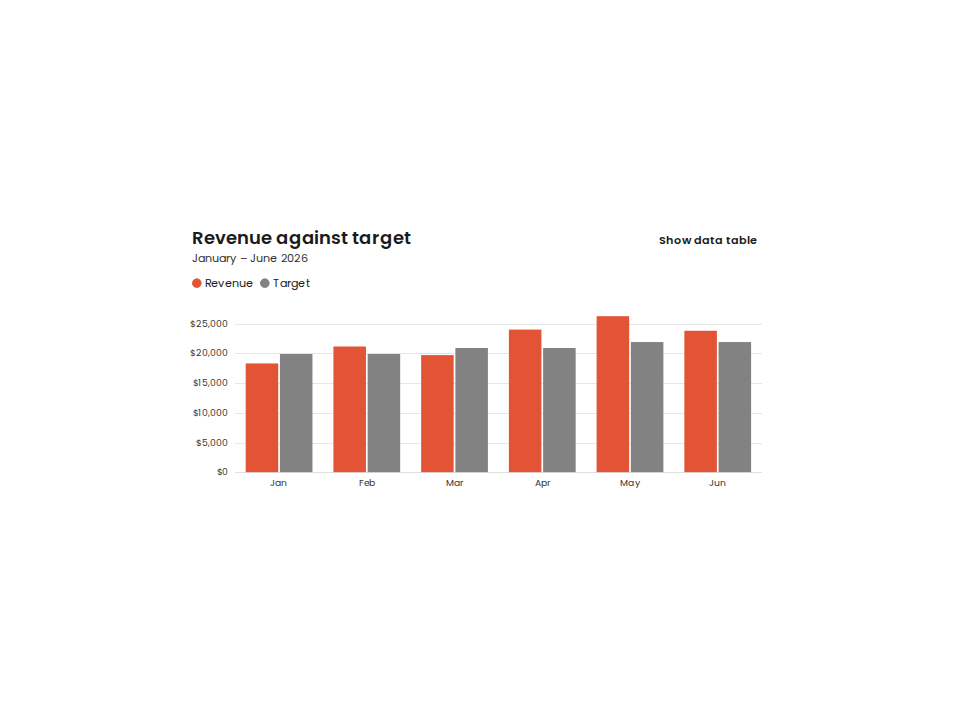 Revenue against target
Show data table
January – June 2026
Revenue Target
$25,000
$20,000
$15,000
$10,000
$5,000
$0
Jan Feb Mar Apr May Jun